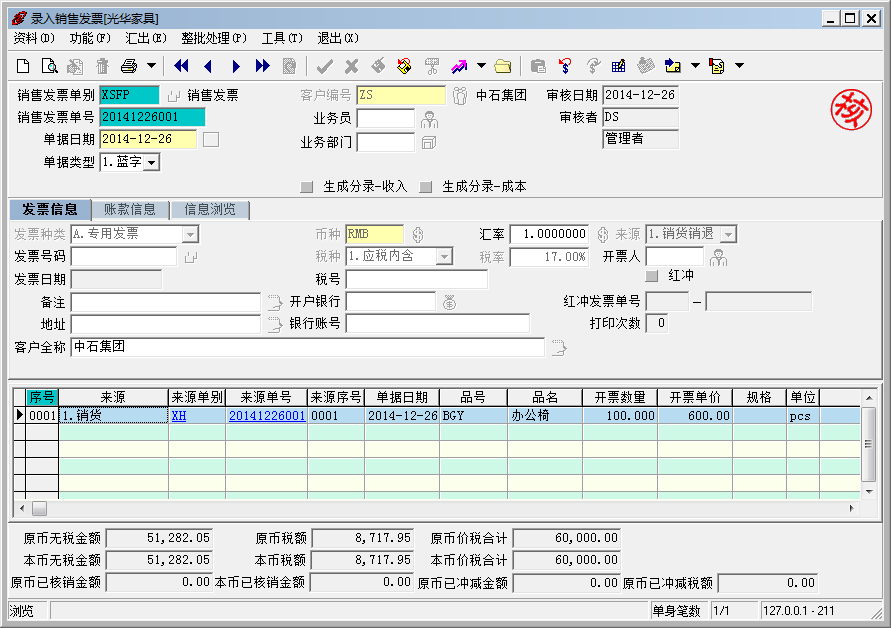 录入销售发票[光华家具]
资料(D) 功能(F) 汇出(E) 整批处理(P) 工具(T) 退出(X)
销售发票单别 XSFP 销售发票 客户编号 ZS 中石集团 审核日期 2014-12-26
销售发票单号 20141226001 业务员 审核者 DS
单据日期 2014-12-26 业务部门 管理者
单据类型 1.蓝字
生成分录-收入 生成分录-成本
核
发票信息 账款信息 信息浏览
发票种类 A.专用发票 币种 RMB 汇率 1.0000000 来源 1.销货销退
发票号码 税种 1.应税内含 税率 17.00% 开票人
发票日期 税号 红冲
备注 开户银行 红冲发票单号 —
地址 银行账号 打印次数 0
客户全称 中石集团
序号 来源 来源单别 来源单号 来源序号 单据日期 品号 品名 开票数量 开票单价 规格 单位
0001 1.销货 XH 20141226001 0001 2014-12-26 BGY 办公椅 100.000 600.00 pcs
原币无税金额 51,282.05 原币税额 8,717.95 原币价税合计 60,000.00
本币无税金额 51,282.05 本币税额 8,717.95 本币价税合计 60,000.00
原币已核销金额 0.00 本币已核销金额 0.00 原币已冲减金额 0.00 原币已冲减税额 0.00
浏览 单身笔数 1/1 127.0.0.1 - 211